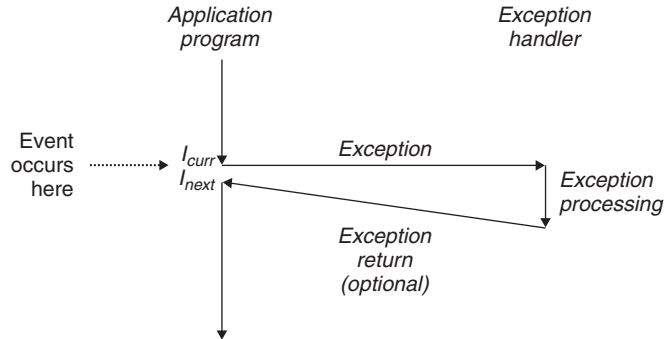 Application
program
Exception
handler
Event
occurs
here
I_curr
I_next
Exception
Exception
processing
Exception
return
(optional)